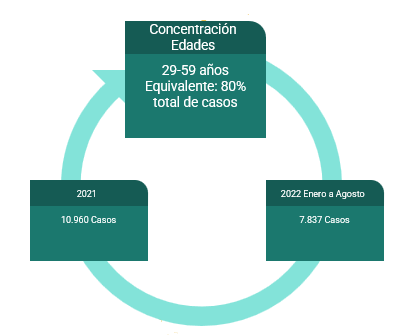 Concentración
Edades
29-59 años
Equivalente: 80%
total de casos
2021
10.960 Casos
2022 Enero a Agosto
7.837 Casos